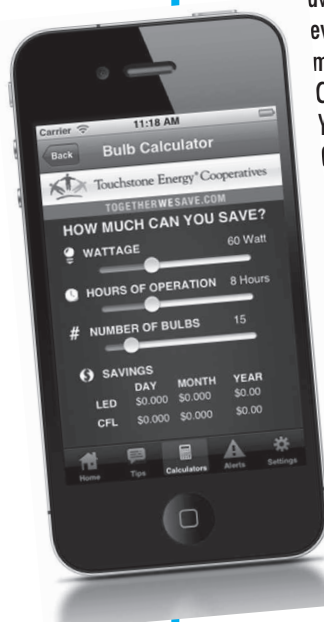 Carrier 11:18 AM
Back Bulb Calculator
Touchstone Energy® Cooperatives
TOGETHERWESAVE.COM
HOW MUCH CAN YOU SAVE?
WATTAGE 60 Watt
HOURS OF OPERATION 8 Hours
# NUMBER OF BULBS 15
$ SAVINGS
DAY MONTH YEAR
LED $0.000 $0.000 $0.00
CFL $0.000 $0.000 $0.00
Home Tips Calculators Alerts Settings
ev